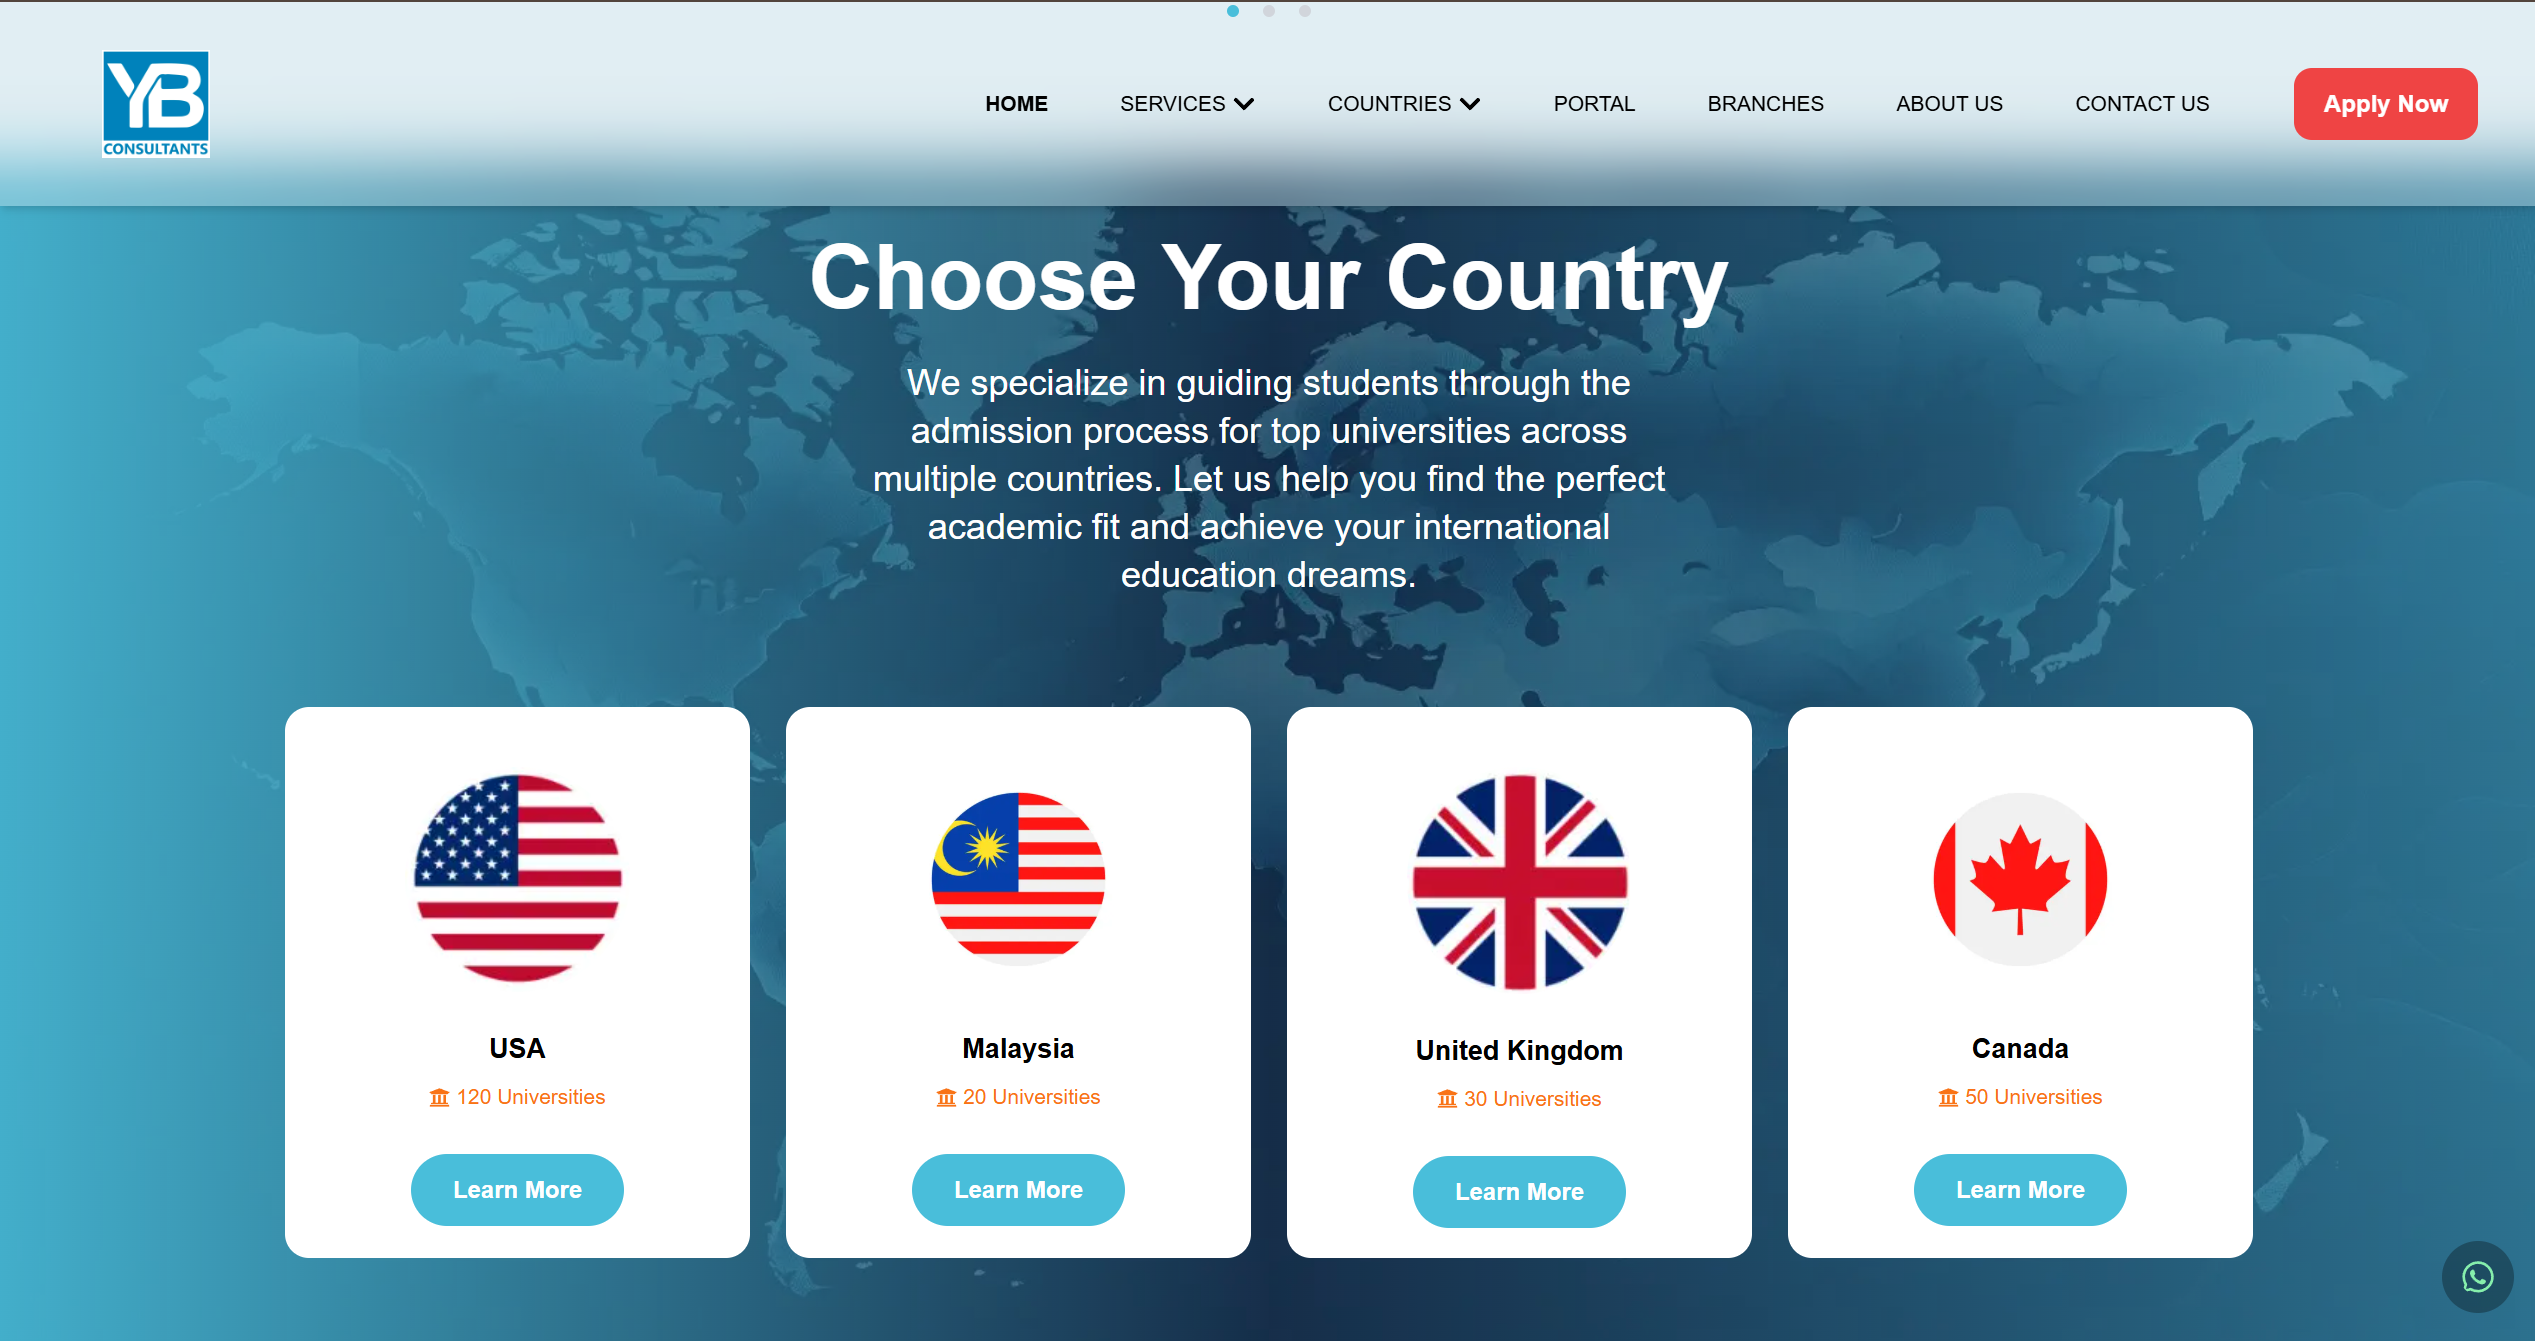 YB
CONSULTANTS
HOME
SERVICES
COUNTRIES
PORTAL
BRANCHES
ABOUT US
CONTACT US
Apply Now
Choose Your Country
We specialize in guiding students through the
admission process for top universities across
multiple countries. Let us help you find the perfect
academic fit and achieve your international
education dreams.
USA
120 Universities
Learn More
Malaysia
20 Universities
Learn More
United Kingdom
30 Universities
Learn More
Canada
50 Universities
Learn More